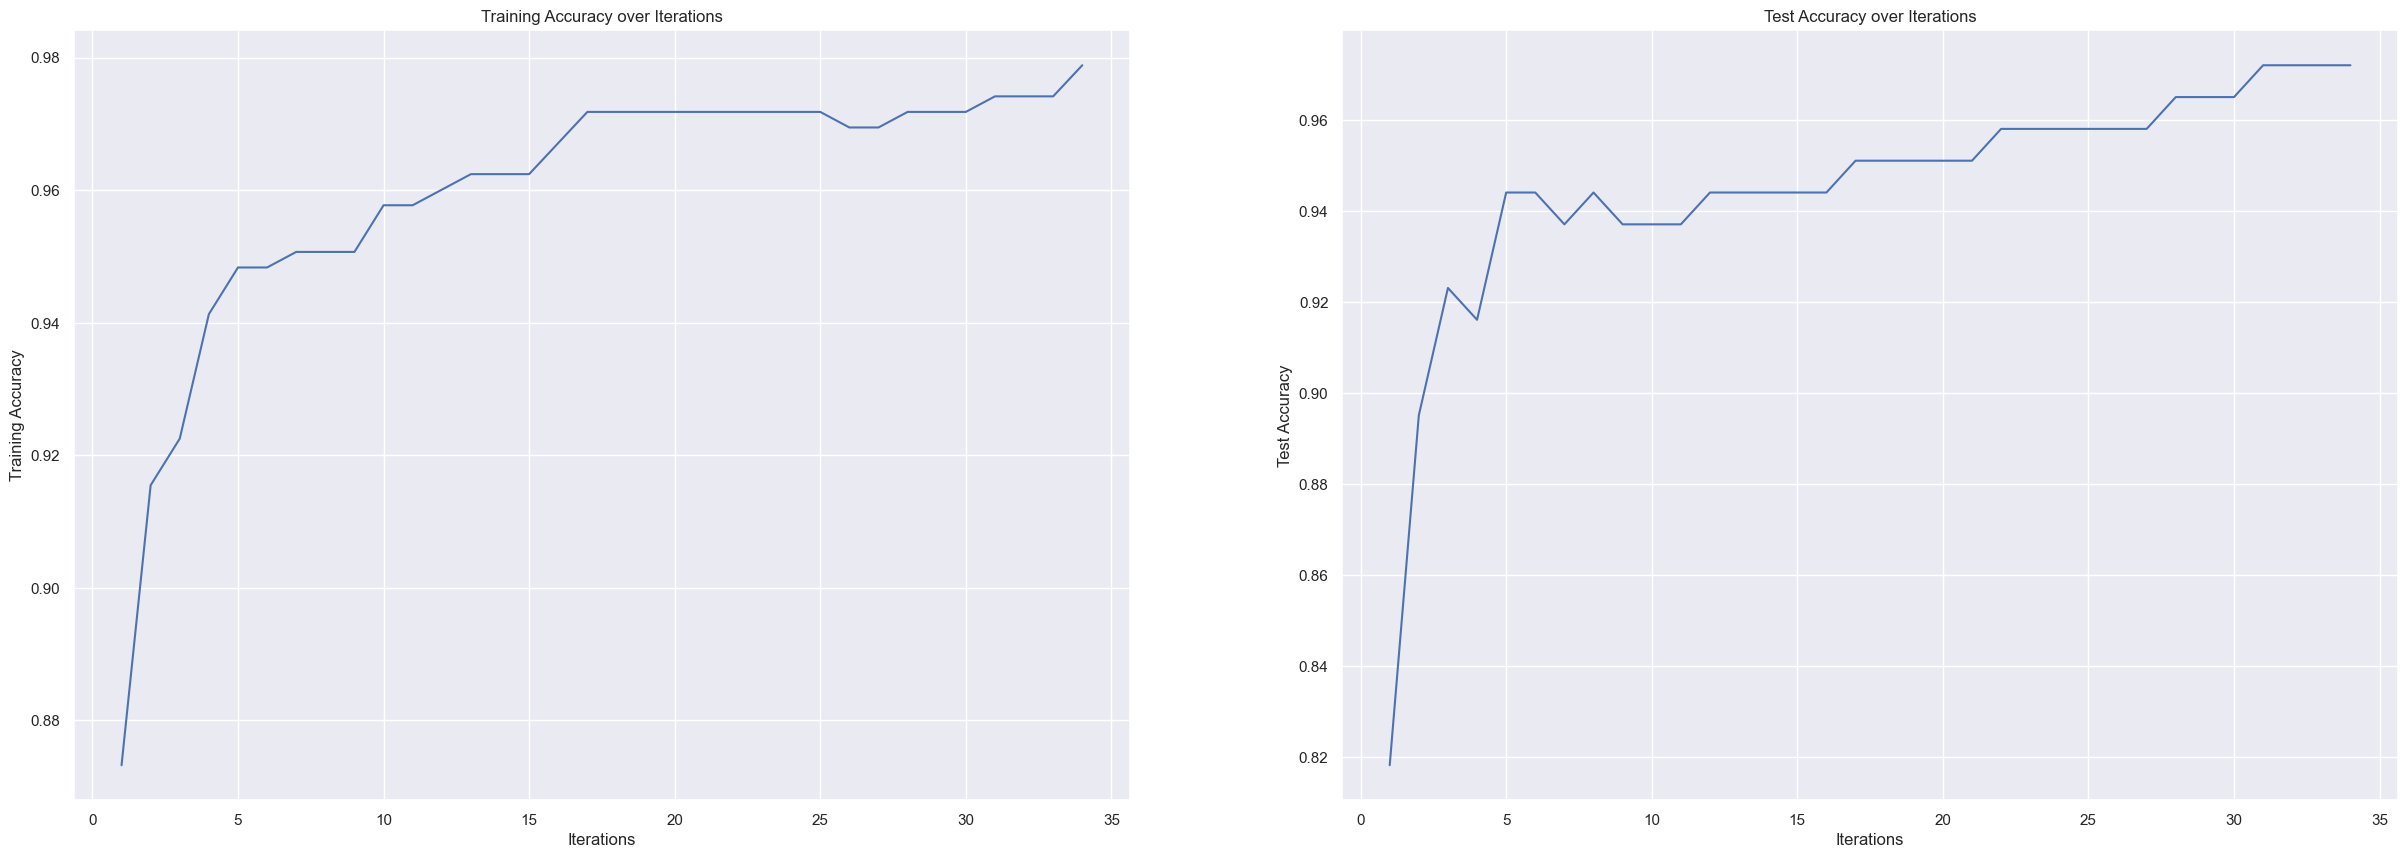 Training Accuracy over Iterations
0.98
0.96
0.94
0.92
0.90
0.88
Training Accuracy
0 5 10 15 20 25 30 35
Iterations
Test Accuracy over Iterations
0.96
0.94
0.92
0.90
0.88
0.86
0.84
0.82
Test Accuracy
0 5 10 15 20 25 30 35
Iterations